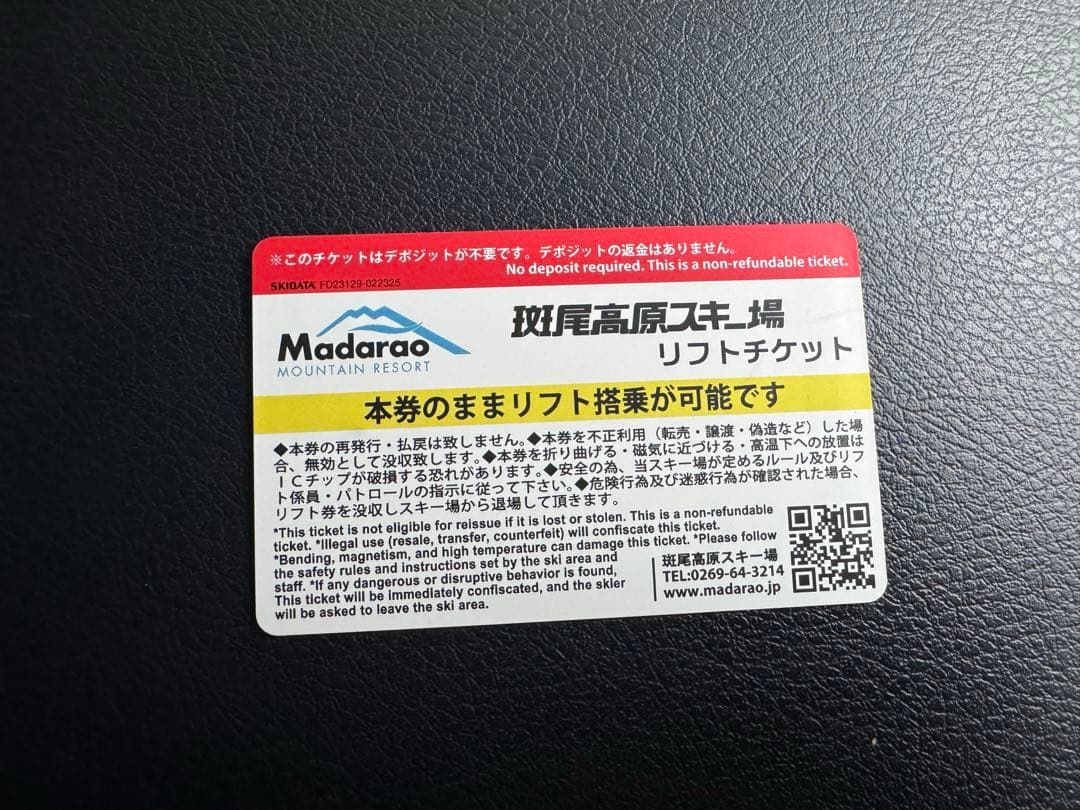 ※このチケットはデポジットが不要です。デポジットの返金はありません。
No deposit required. This is a non-refundable ticket.
SKIDATA FD23129-022325
Madarao
MOUNTAIN RESORT
斑尾高原スキー場
リフトチケット
本券のままリフト搭乗が可能です
◆本券の再発行・払戻は致しません。◆本券を不正利用（転売・譲渡・偽造など）した場
合、無効として没収致します。◆本券を折り曲げる・磁気に近づける・高温下への放置は
ICチップが破損する恐れがあります。◆安全の為、当スキー場が定めるルール及びリフ
ト係員・パトロールの指示に従って下さい。◆危険行為及び迷惑行為が確認された場合、
リフト券を没収しスキー場から退場して頂きます。
*This ticket is not eligible for reissue if it is lost or stolen. This is a non-refundable
ticket. *Illegal use (resale, transfer, counterfeit) will confiscate this ticket.
*Bending, magnetism, and high temperature can damage this ticket. *Please follow
the safety rules and instructions set by the ski area and
staff. *If any dangerous or disruptive behavior is found,
This ticket will be immediately confiscated, and the skier
will be asked to leave the ski area.
斑尾高原スキー場
TEL:0269-64-3214
www.madarao.jp